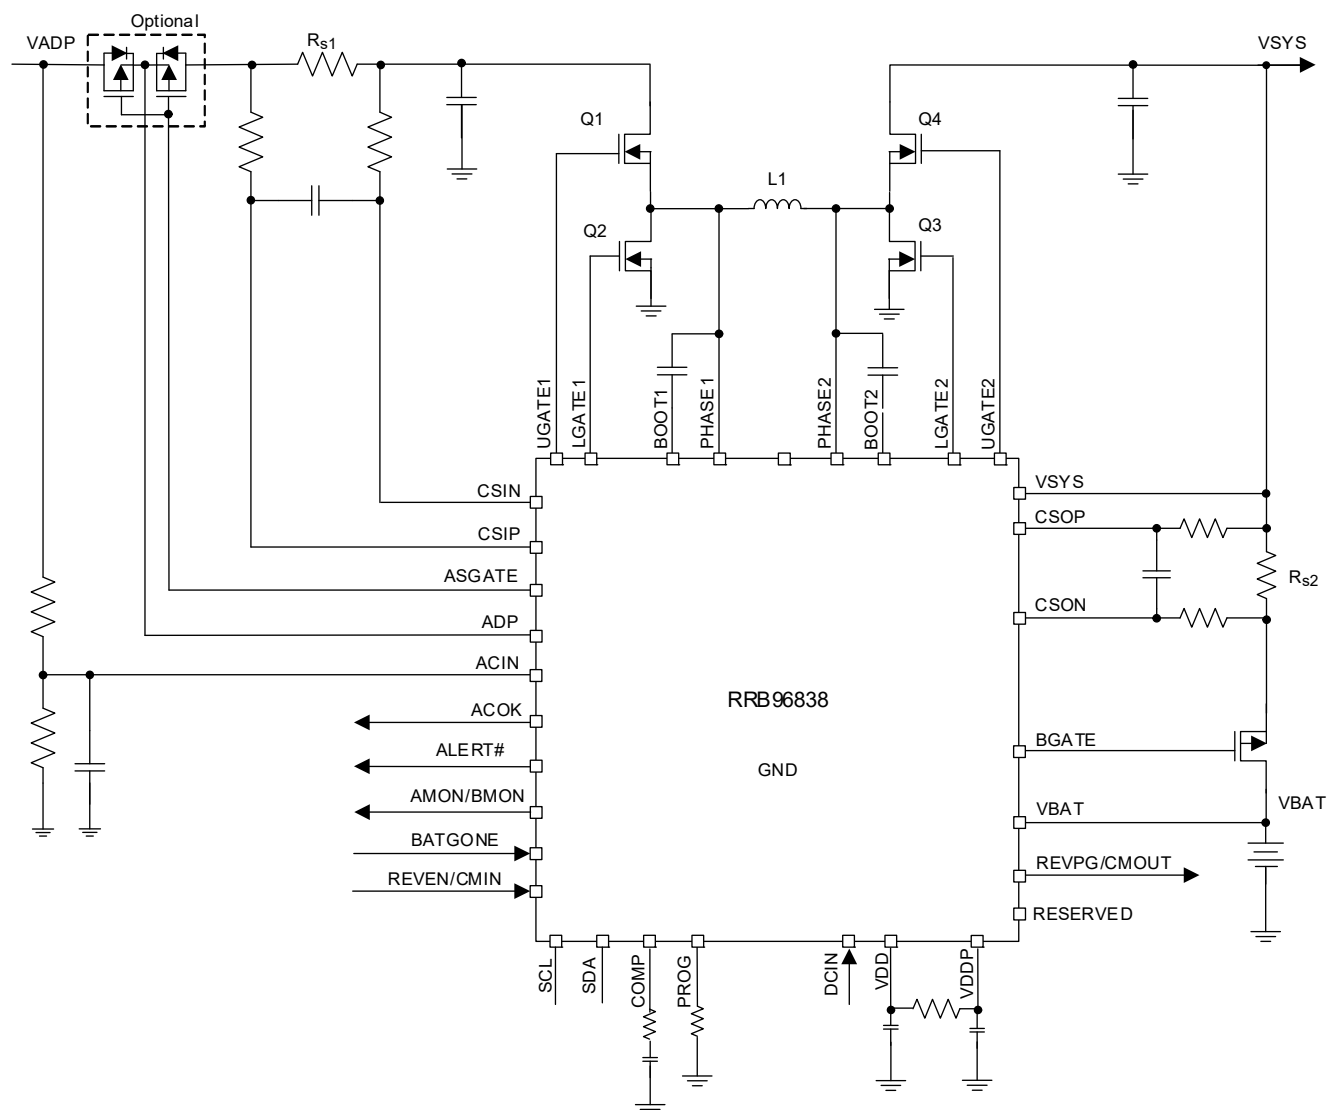 Optional
VADP
Rs1
VSYS
Q1
Q4
L1
Q2
Q3
UGATE1
LGATE1
BOOT1
PHASE1
PHASE2
BOOT2
LGATE2
UGATE2
CSIN
CSIP
ASGATE
ADP
ACIN
ACOK
ALERT#
AMON/BMON
BATGONE
REVEN/CMIN
RRB96838
GND
VSYS
CSOP
Rs2
CSON
BGATE
VBAT
VBAT
REVPG/CMOUT
RESERVED
SCL
SDA
COMP
PROG
DCIN
VDD
VDDP